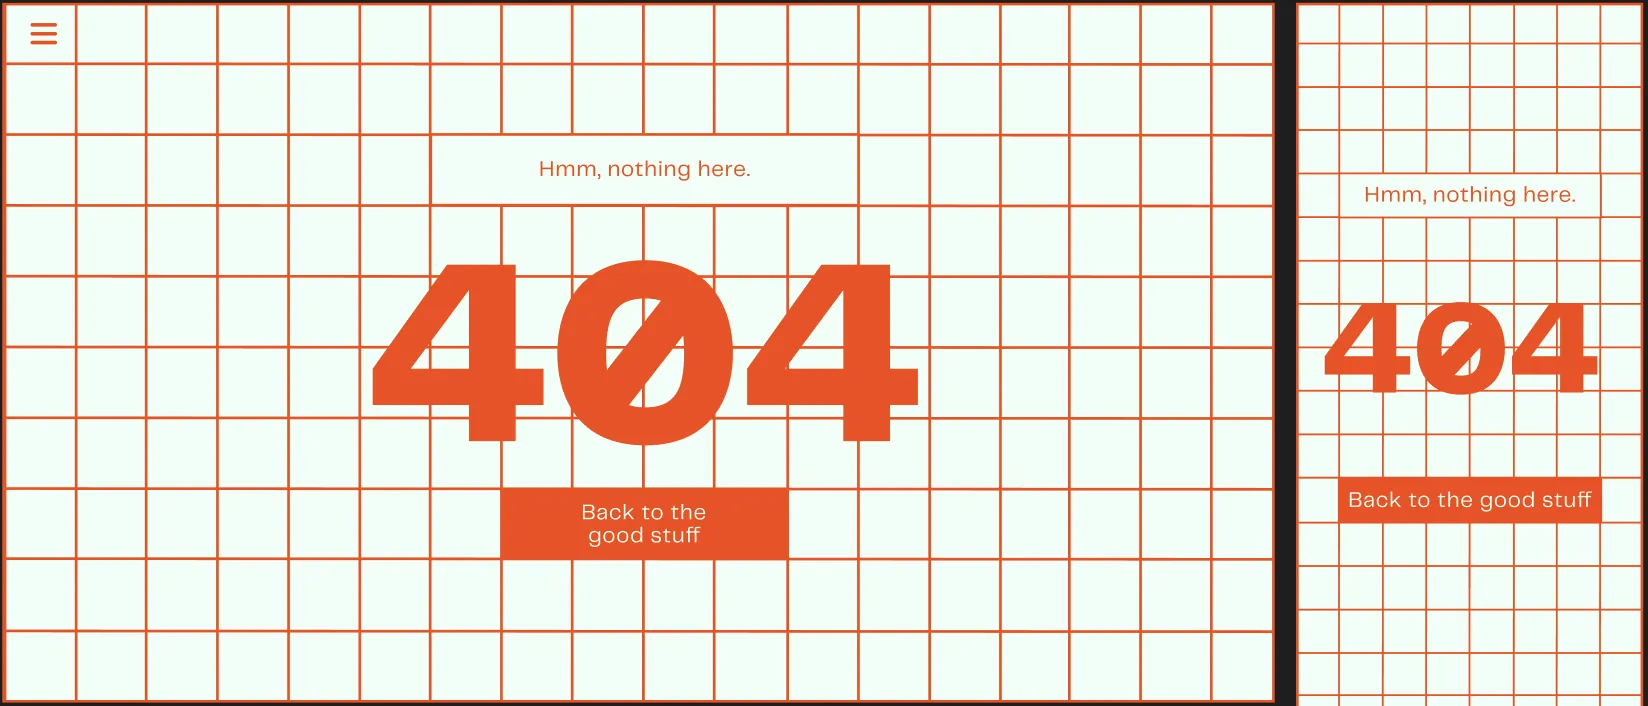 Hmm, nothing here.
404
Back to the
good stuff
Hmm, nothing here.
404
Back to the good stuff